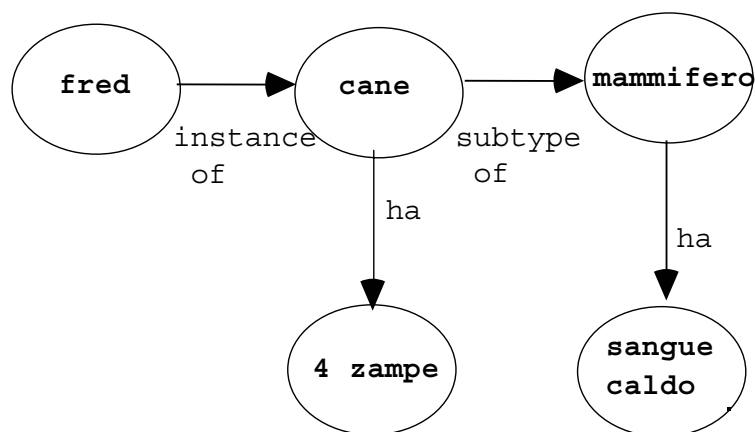 fred
cane
mammifero
instance
of
subtype
of
ha
ha
4 zampe
sangue
caldo